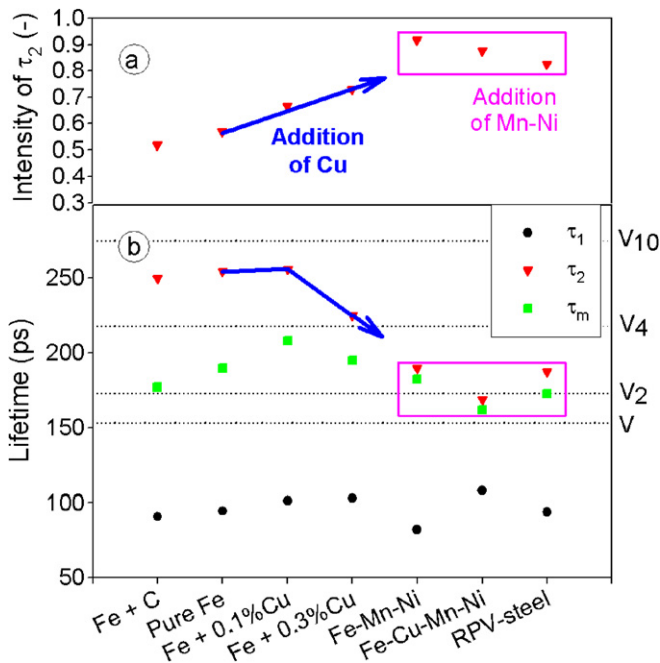 Intensity of τ2 (-)
1.0
0.9
0.8
0.7
0.6
0.5
0.4
0.3
a
Addition
of Cu
Addition
of Mn-Ni
Lifetime (ps)
250
200
150
100
50
b
τ1
τ2
τm
V10
V4
V2
V
Fe + C
Pure Fe
Fe + 0.1%Cu
Fe + 0.3%Cu
Fe-Mn-Ni
Fe-Cu-Mn-Ni
RPV-steel